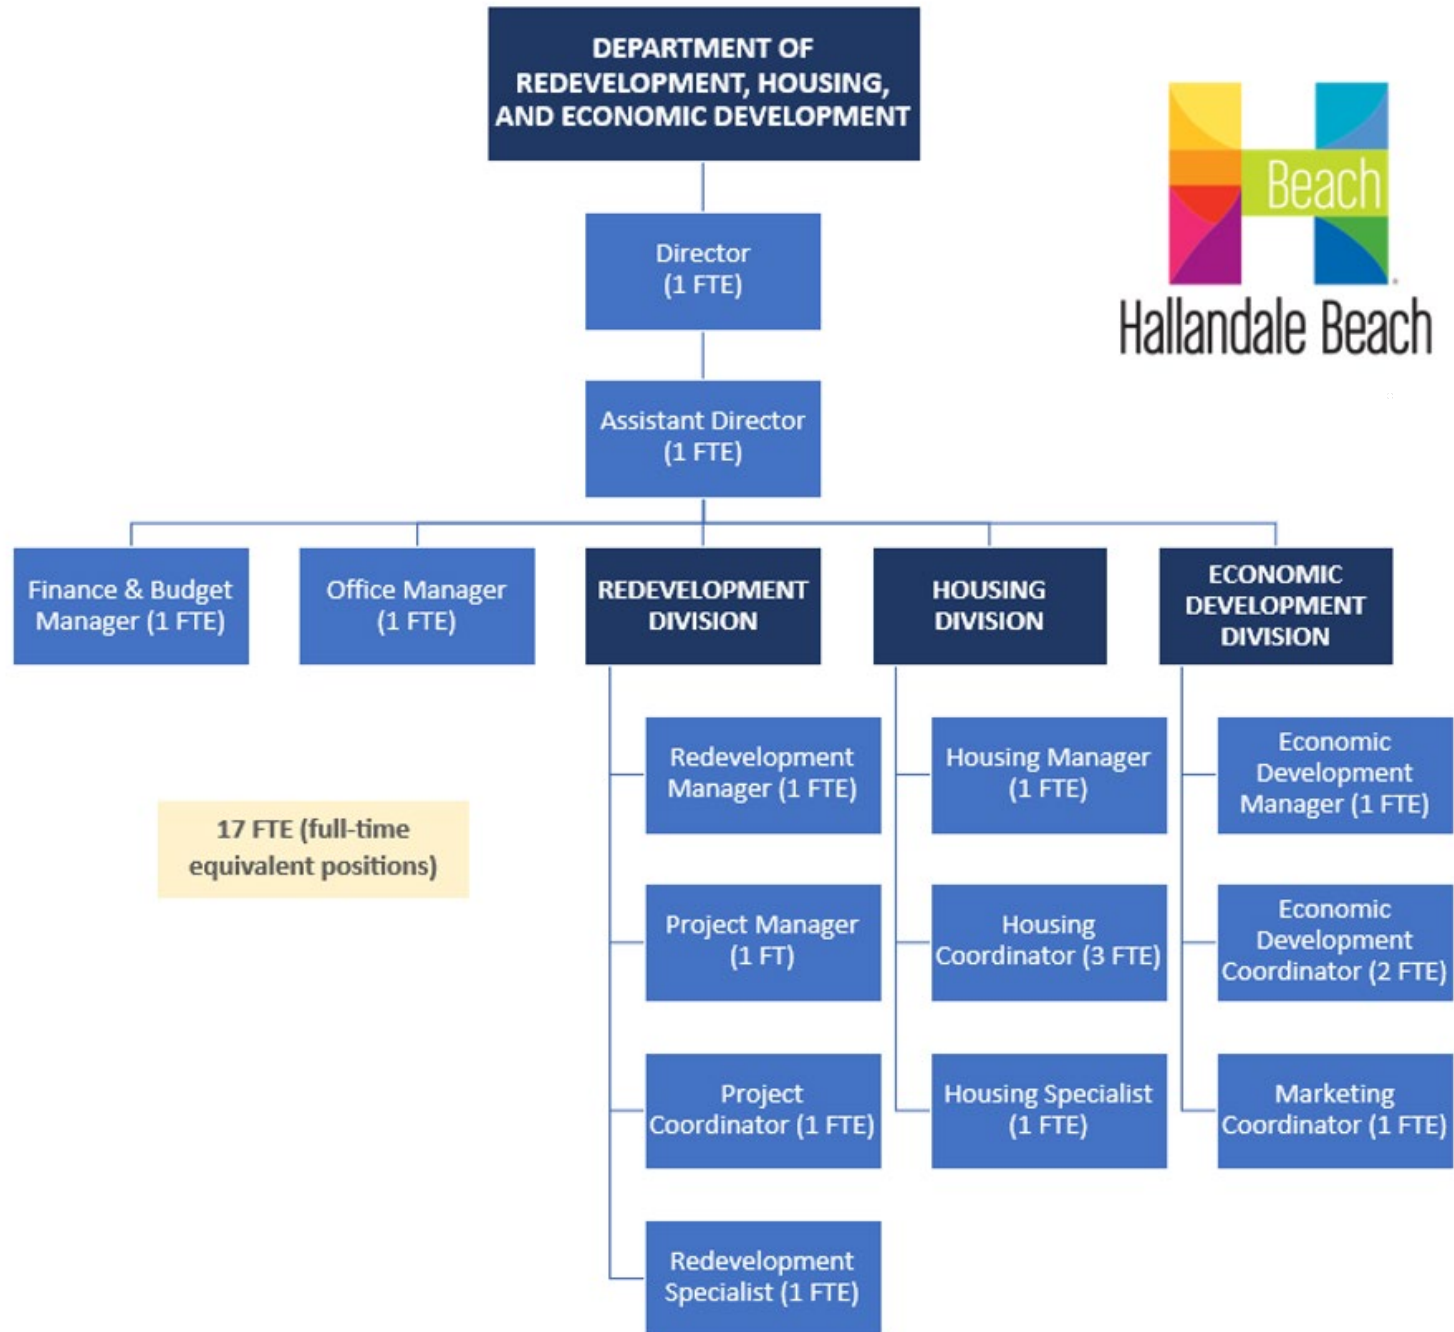 DEPARTMENT OF
REDEVELOPMENT, HOUSING,
AND ECONOMIC DEVELOPMENT
Beach
Hallandale Beach
Director
(1 FTE)
Assistant Director
(1 FTE)
Finance & Budget
Manager (1 FTE)
Office Manager
(1 FTE)
REDEVELOPMENT
DIVISION
HOUSING
DIVISION
ECONOMIC
DEVELOPMENT
DIVISION
17 FTE (full-time
equivalent positions)
Redevelopment
Manager (1 FTE)
Project Manager
(1 FT)
Project
Coordinator (1 FTE)
Redevelopment
Specialist (1 FTE)
Housing Manager
(1 FTE)
Housing
Coordinator (3 FTE)
Housing Specialist
(1 FTE)
Economic
Development
Manager (1 FTE)
Economic
Development
Coordinator (2 FTE)
Marketing
Coordinator (1 FTE)